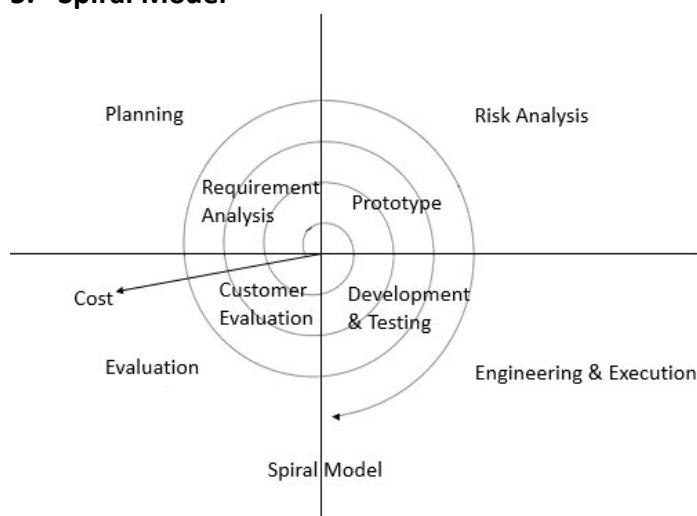 Planning
Risk Analysis
Requirement
Analysis
Prototype
Customer
Evaluation
Development
& Testing
Cost
Evaluation
Engineering & Execution
Spiral Model